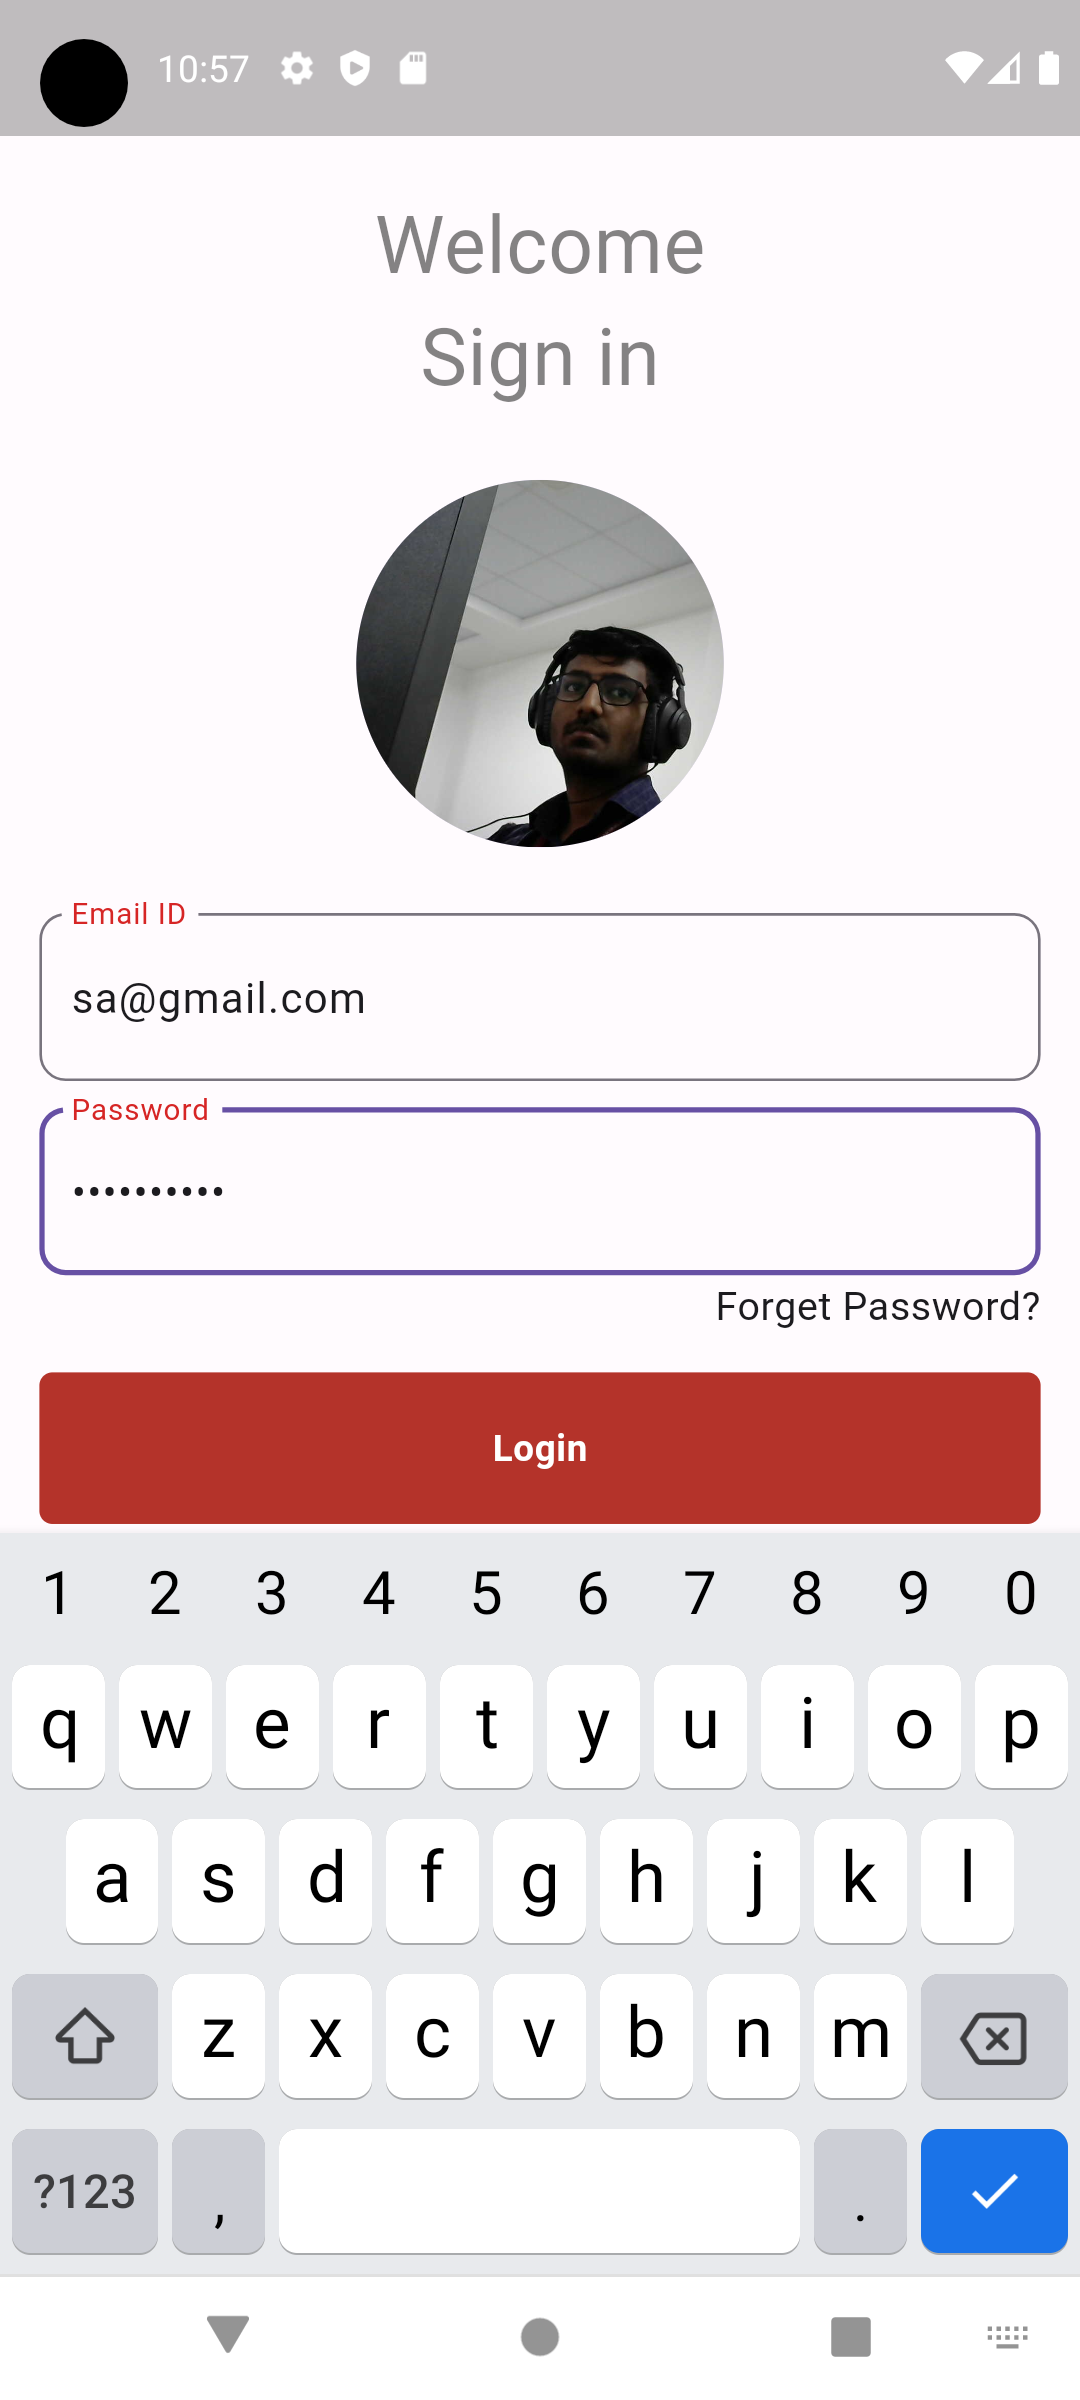 10:57
Welcome
Sign in
Email ID
sa@gmail.com
Password
••••••••••
Forget Password?
Login
1 2 3 4 5 6 7 8 9 0
q w e r t y u i o p
a s d f g h j k l
z x c v b n m
?123 , .